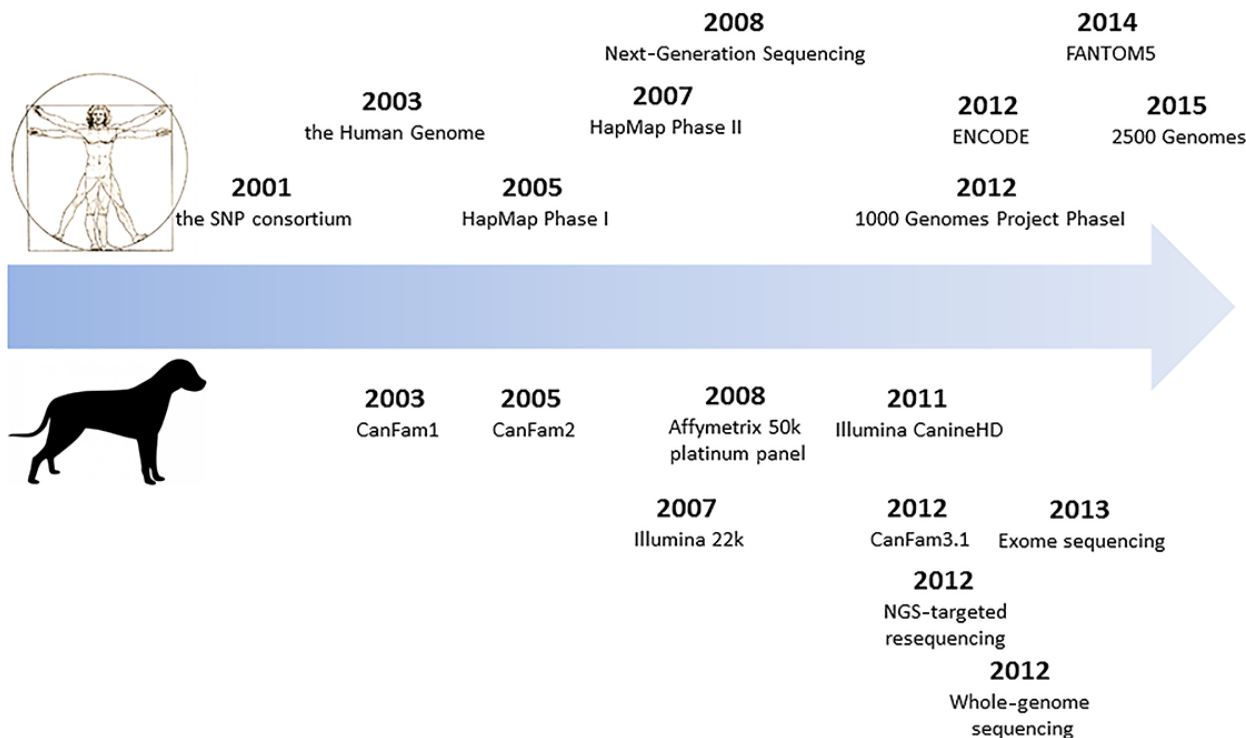 2008
Next-Generation Sequencing
2014
FANTOM5
2003
the Human Genome
2007
HapMap Phase II
2012
ENCODE
2015
2500 Genomes
2001
the SNP consortium
2005
HapMap Phase I
2012
1000 Genomes Project PhaseI
2003
CanFam1
2005
CanFam2
2008
Affymetrix 50k
platinum panel
2011
Illumina CanineHD
2007
Illumina 22k
2012
CanFam3.1
2013
Exome sequencing
2012
NGS-targeted
resequencing
2012
Whole-genome
sequencing